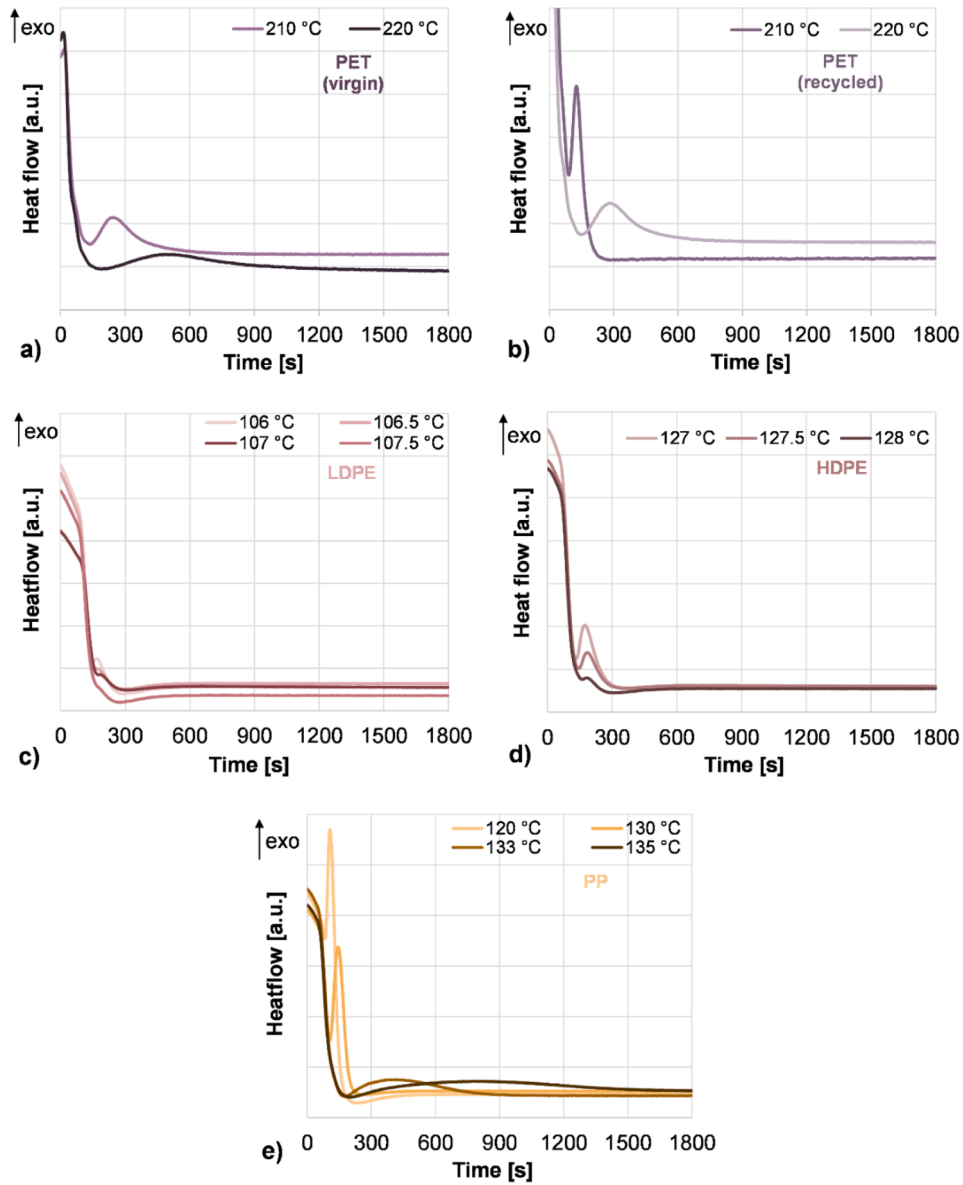 exo
210 °C 220 °C
PET
(virgin)
Heat flow [a.u.]
0 300 600 900 1200 1500 1800
Time [s]
a)
exo
210 °C 220 °C
PET
(recycled)
Heat flow [a.u.]
0 300 600 900 1200 1500 1800
Time [s]
b)
exo
106 °C 106.5 °C
107 °C 107.5 °C
LDPE
Heatflow [a.u.]
0 300 600 900 1200 1500 1800
Time [s]
c)
exo
127 °C 127.5 °C 128 °C
HDPE
Heat flow [a.u.]
0 300 600 900 1200 1500 1800
Time [s]
d)
exo
120 °C 130 °C
133 °C 135 °C
PP
Heatflow [a.u.]
0 300 600 900 1200 1500 1800
Time [s]
e)